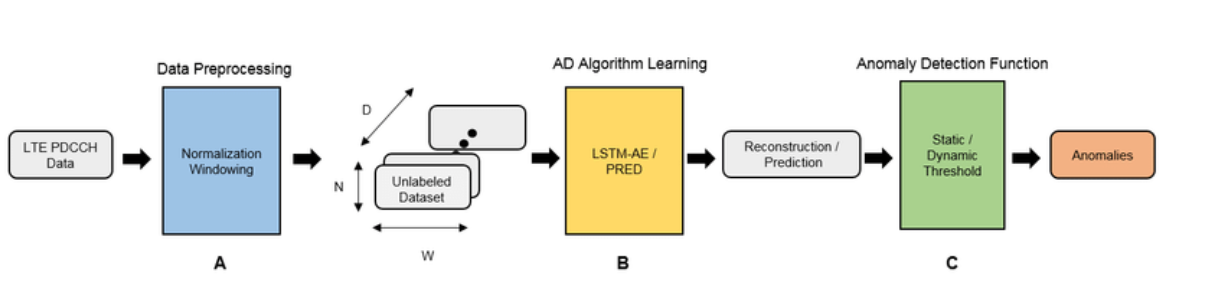 Data Preprocessing
AD Algorithm Learning
Anomaly Detection Function
LTE PDCCH
Data
Normalization
Windowing
D
N
Unlabeled
Dataset
W
LSTM-AE /
PRED
Reconstruction /
Prediction
Static /
Dynamic
Threshold
Anomalies
A
B
C